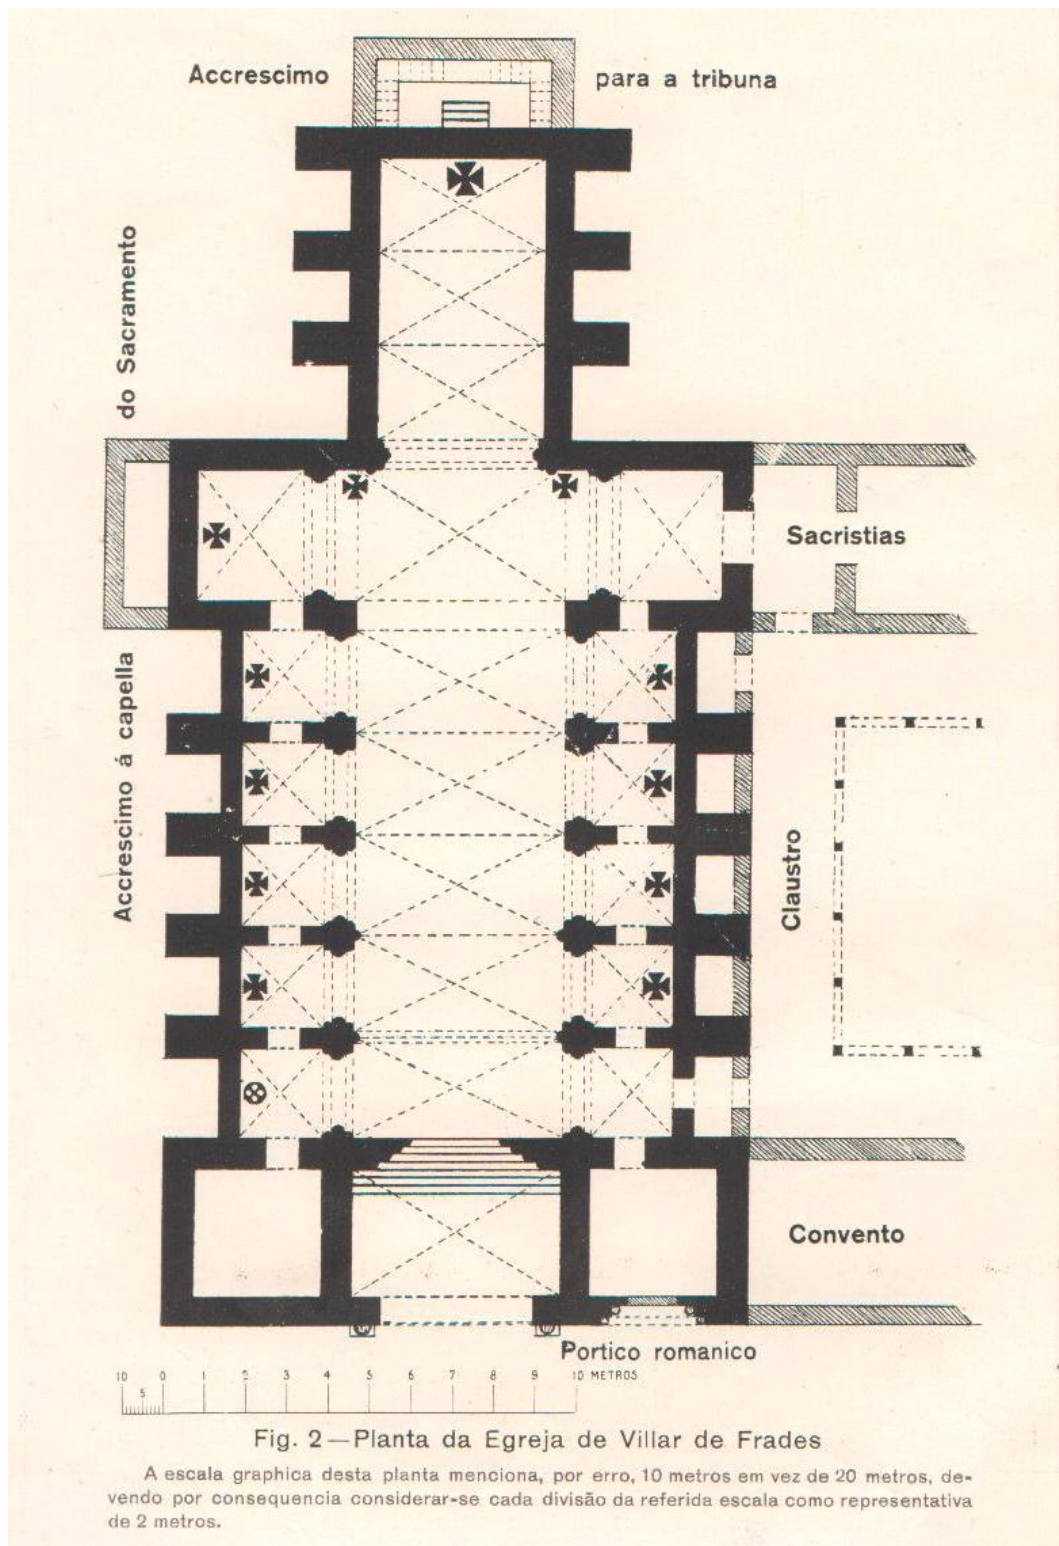 Accrescimo para a tribuna
do Sacramento
Accrescimo á capella
Sacristias
Claustro
Convento
Portico romanico
10 5 0 1 2 3 4 5 6 7 8 9 10 METROS
Fig. 2—Planta da Egreja de Villar de Frades
A escala graphica desta planta menciona, por erro, 10 metros em vez de 20 metros, de-
vendo por consequencia considerar-se cada divisão da referida escala como representativa
de 2 metros.